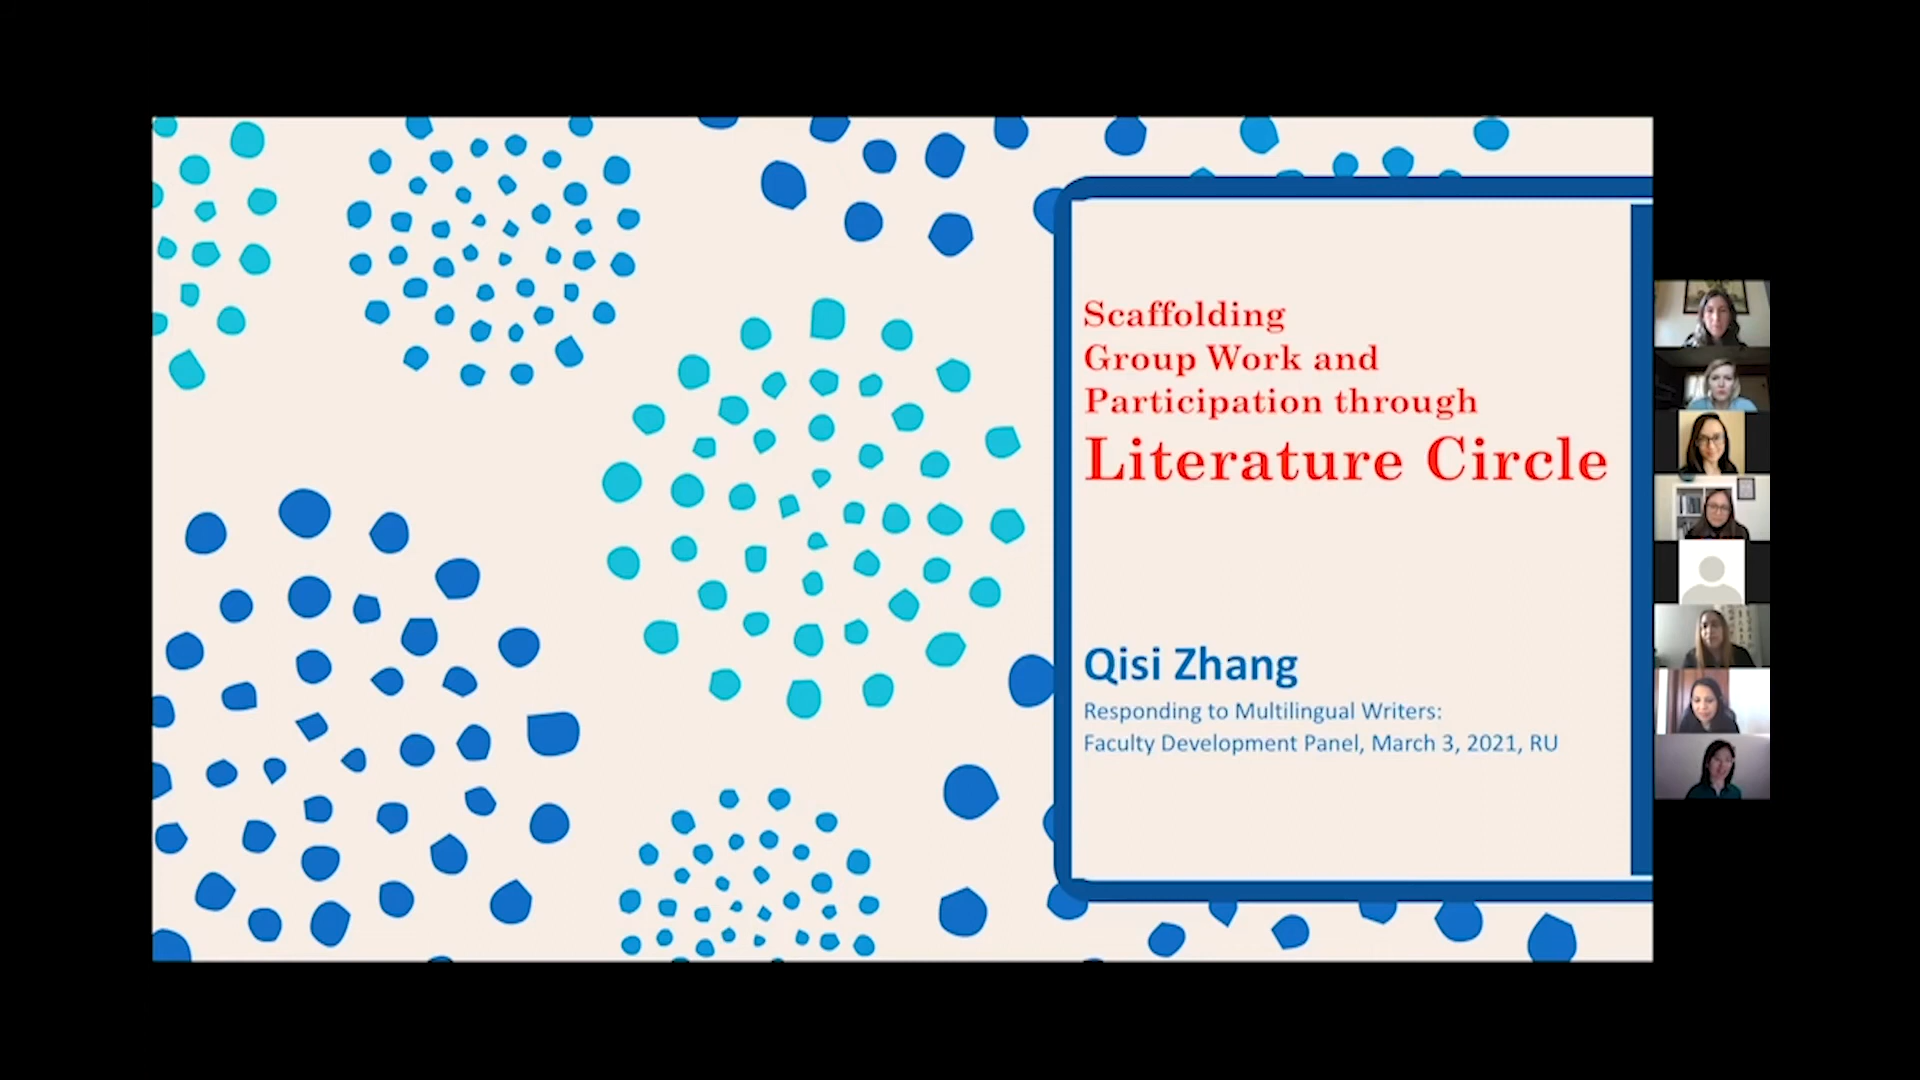 Scaffolding
Group Work and
Participation through
Literature Circle
Qisi Zhang
Responding to Multilingual Writers:
Faculty Development Panel, March 3, 2021, RU